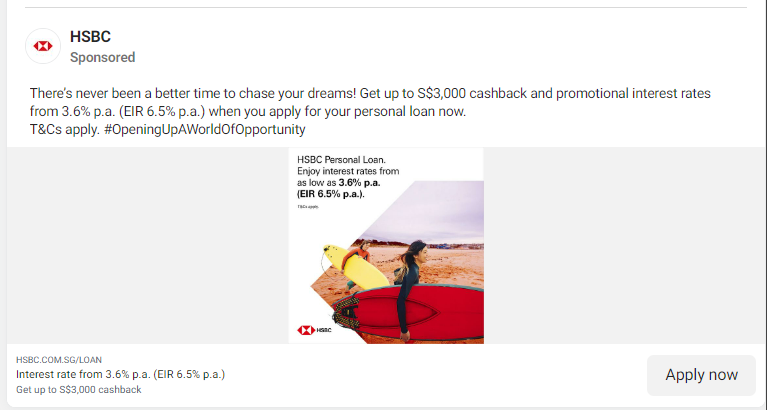 HSBC
Sponsored
There's never been a better time to chase your dreams! Get up to S$3,000 cashback and promotional interest rates
from 3.6% p.a. (EIR 6.5% p.a.) when you apply for your personal loan now.
T&Cs apply. #OpeningUpAWorldOfOpportunity
HSBC Personal Loan.
Enjoy interest rates from
as low as 3.6% p.a.
(EIR 6.5% p.a.).
T&Cs apply
HSBC
HSBC.COM.SG/LOAN
Interest rate from 3.6% p.a. (EIR 6.5% p.a.)
Get up to S$3,000 cashback
Apply now